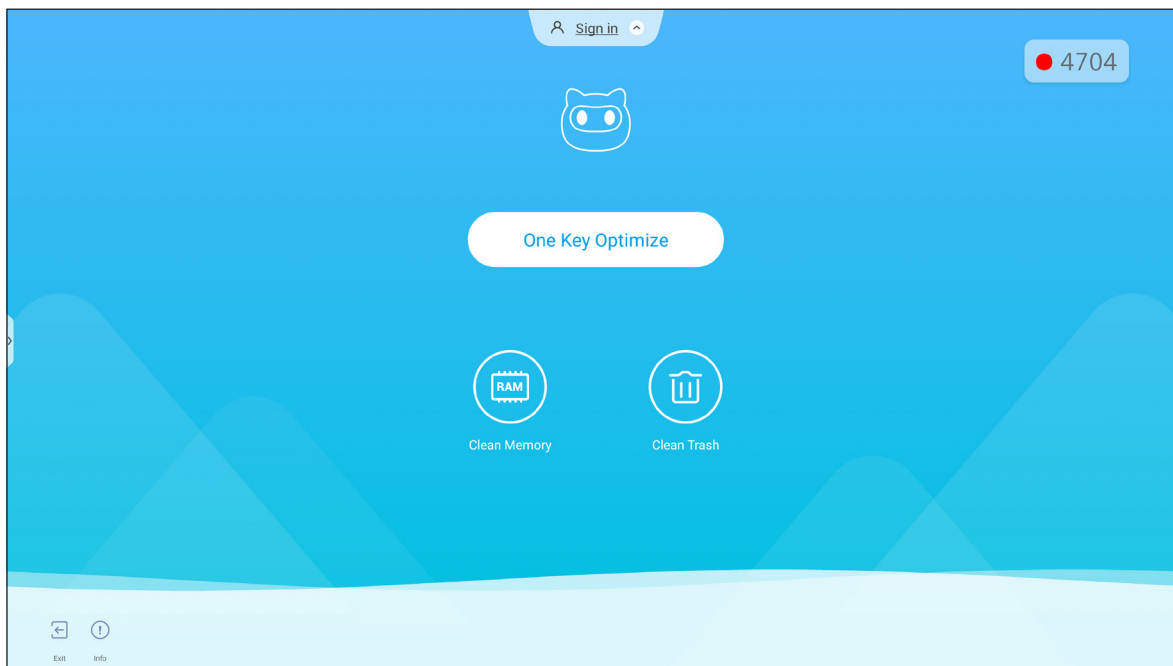 Sign in
4704
One Key Optimize
RAM
Clean Memory
Clean Trash
Exit
Info